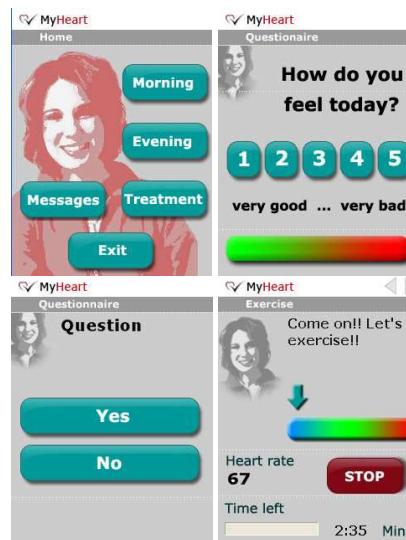 MyHeart
Home
Morning
Evening
Messages
Treatment
Exit
MyHeart
Questionaire
How do you
feel today?
1 2 3 4 5
very good ... very bad
MyHeart
Questionnaire
Question
Yes
No
MyHeart
Exercise
Come on!! Let's
exercise!!
Heart rate
67
STOP
Time left
2:35 Min